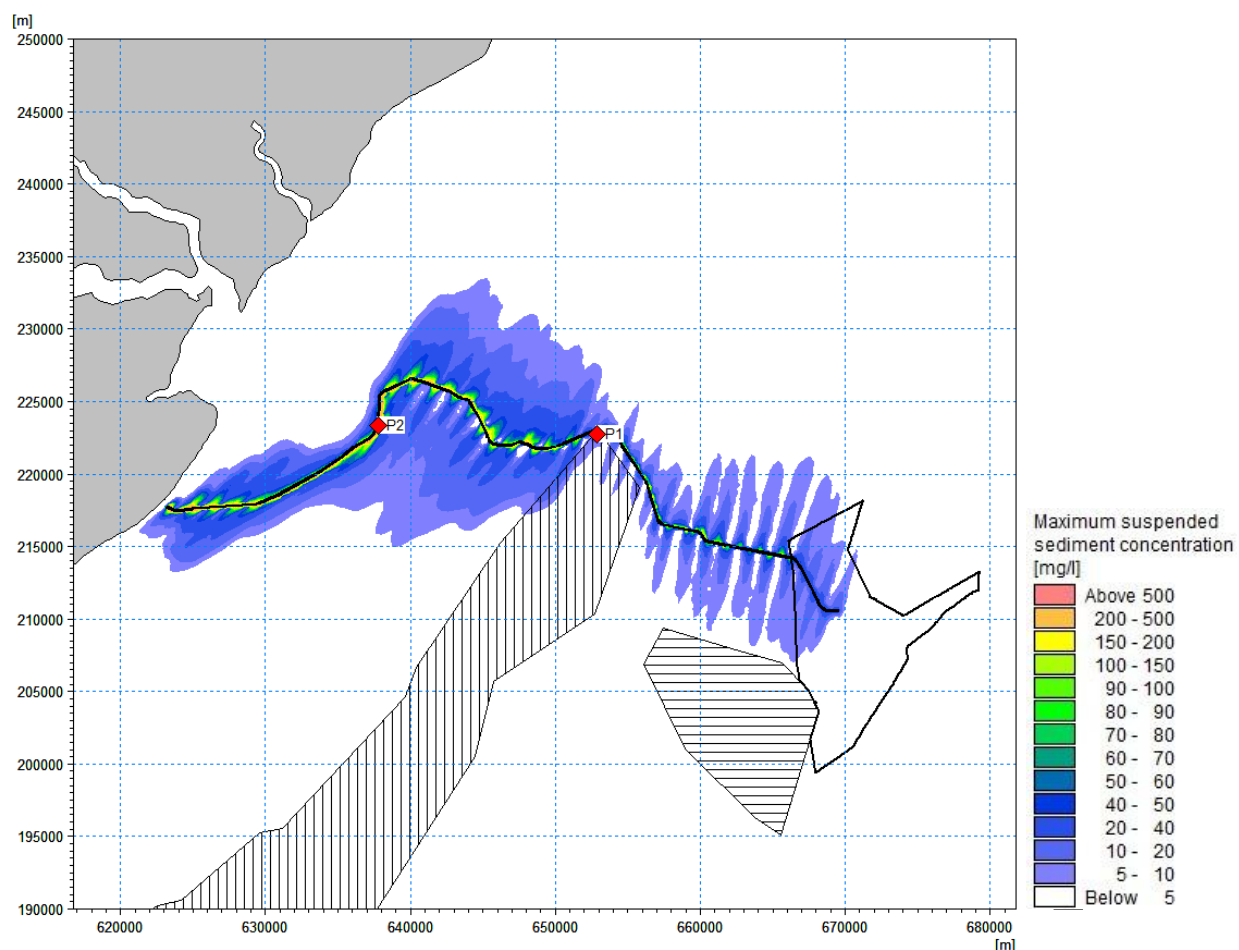 [m]
250000
245000
240000
235000
230000
225000
220000
215000
210000
205000
200000
195000
190000
P2
P1
620000 630000 640000 650000 660000 670000 680000
[m]
Maximum suspended
sediment concentration
[mg/l]
Above 500
200 - 500
150 - 200
100 - 150
90 - 100
80 - 90
70 - 80
60 - 70
50 - 60
40 - 50
20 - 40
10 - 20
5 - 10
Below 5